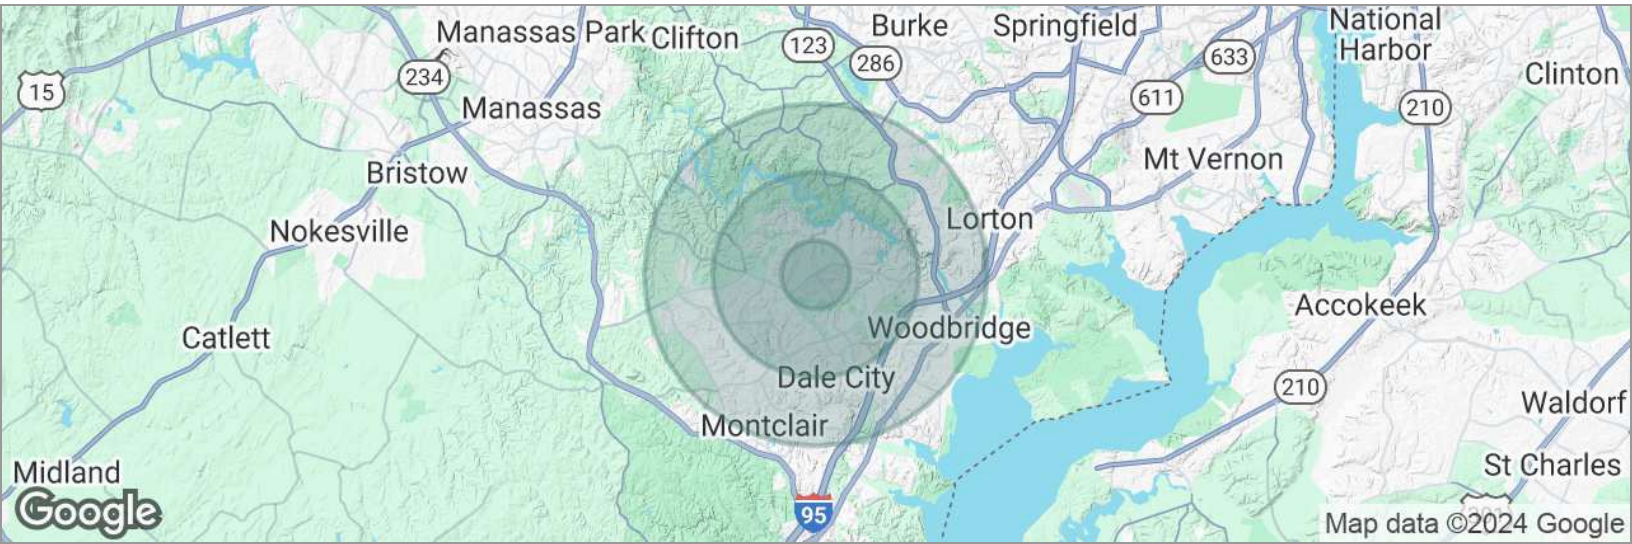 National
Harbor
Manassas Park
Clifton
Burke
Springfield
123
286
633
234
15
611
210
Clinton
Manassas
Mt Vernon
Bristow
Lorton
Nokesville
Accokeek
Catlett
Woodbridge
Dale City
210
Montclair
Waldorf
Midland
St Charles
95
Google
Map data ©2024 Google